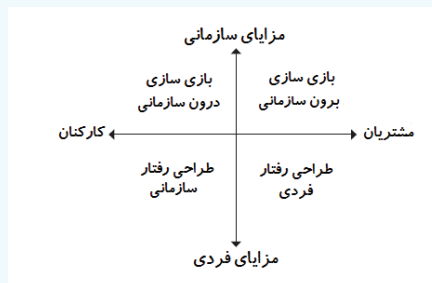 مزایای سازمانی
بازی سازی
برون سازمانی
بازی سازی
درون سازمانی
مشتریان
کارکنان
طراحی رفتار
فردی
طراحی رفتار
سازمانی
مزایای فردی